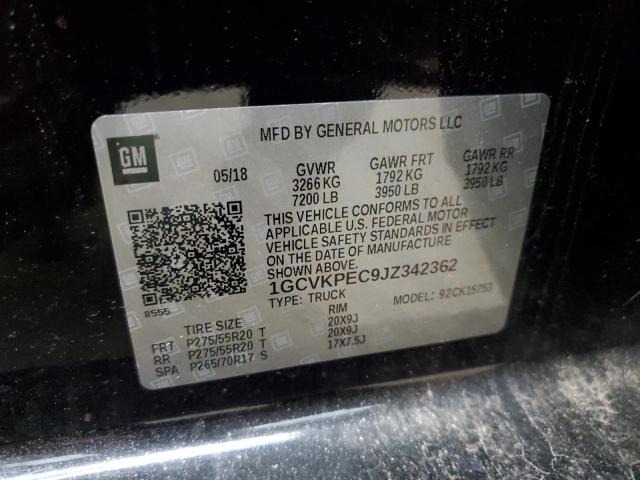 GM
MFD BY GENERAL MOTORS LLC
05/18 GVWR GAWR FRT GAWR RR
3266 KG 1792 KG 1792 KG
7200 LB 3950 LB 3950 LB
THIS VEHICLE CONFORMS TO ALL
APPLICABLE U.S. FEDERAL MOTOR
VEHICLE SAFETY STANDARDS IN EFFECT
ON THE DATE OF MANUFACTURE
SHOWN ABOVE.
1GCVKPEC9JZ342362
TYPE: TRUCK MODEL: 92CK15753
8555
TIRE SIZE RIM
FRT P275/55R20 T 20X9J
RR P275/55R20 T 20X9J
SPA P265/70R17 S 17X7.5J